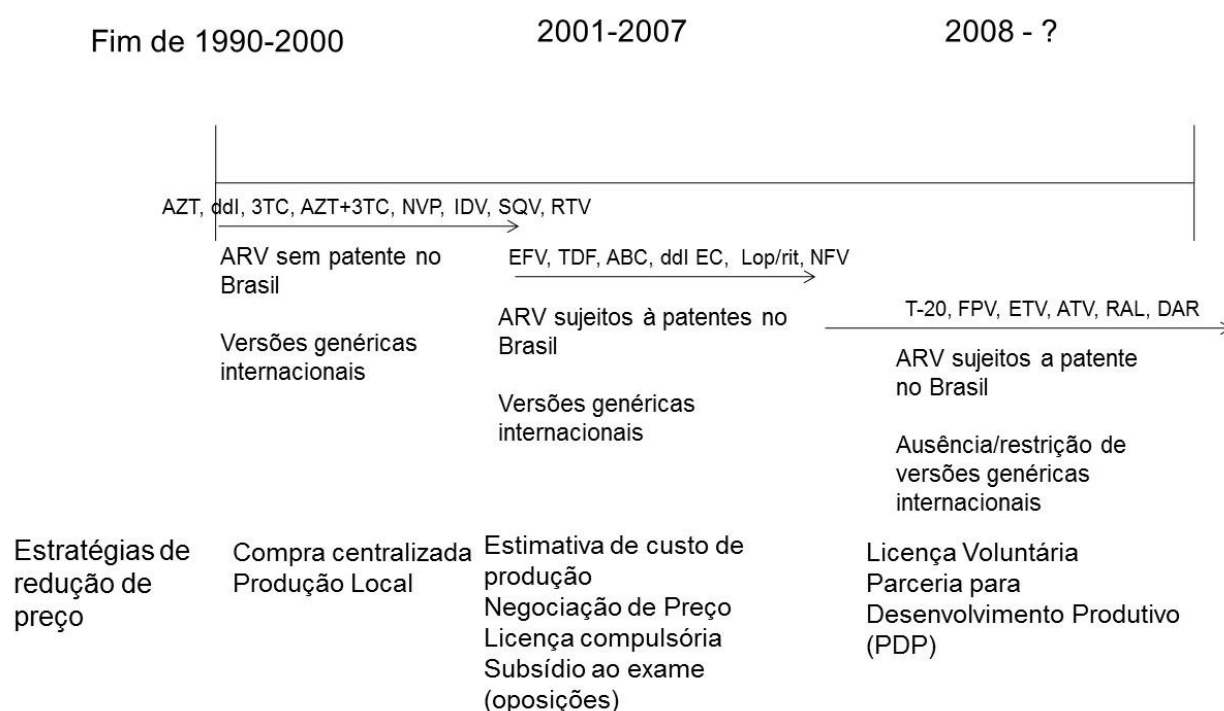 Fim de 1990-2000
2001-2007
2008 - ?
AZT, ddI, 3TC, AZT+3TC, NVP, IDV, SQV, RTV
ARV sem patente no
Brasil
Versões genéricas
internacionais
EFV, TDF, ABC, ddI EC, Lop/rit, NFV
ARV sujeitos à patentes no
Brasil
Versões genéricas
internacionais
T-20, FPV, ETV, ATV, RAL, DAR
ARV sujeitos a patente
no Brasil
Ausência/restrição de
versões genéricas
internacionais
Estratégias de
redução de
preço
Compra centralizada
Produção Local
Estimativa de custo de
produção
Negociação de Preço
Licença compulsória
Subsídio ao exame
(oposições)
Licença Voluntária
Parceria para
Desenvolvimento Produtivo
(PDP)